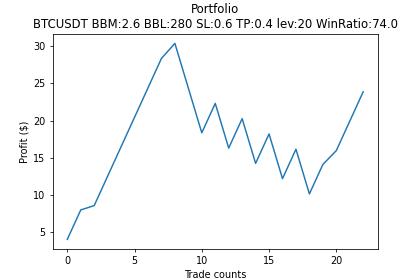 Portfolio
BTCUSDT BBM:2.6 BBL:280 SL:0.6 TP:0.4 lev:20 WinRatio:74.0
30
25
20
15
10
5
Profit ($)
0
5
10
15
20
Trade counts